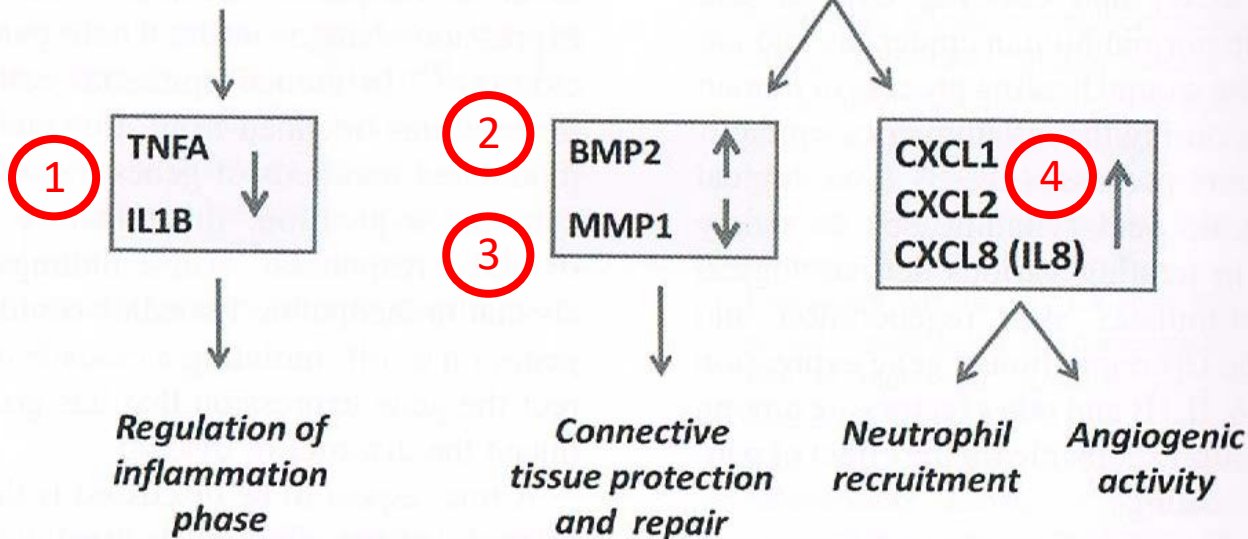 1
TNFA
IL1B
2
BMP2
3
MMP1
CXCL1
4
CXCL2
CXCL8 (IL8)
Regulation of
inflammation
phase
Connective
tissue protection
and repair
Neutrophil
recruitment
Angiogenic
activity